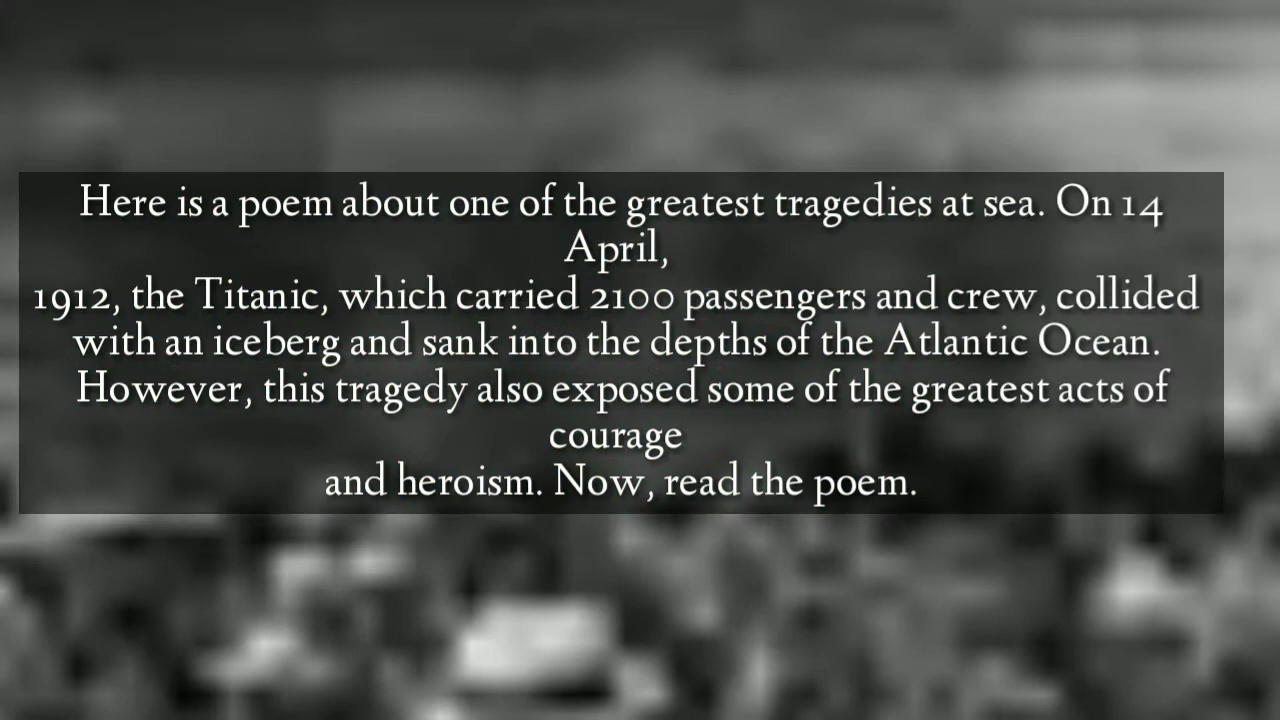 Here is a poem about one of the greatest tragedies at sea. On 14
April,
1912, the Titanic, which carried 2100 passengers and crew, collided
with an iceberg and sank into the depths of the Atlantic Ocean.
However, this tragedy also exposed some of the greatest acts of
courage
and heroism. Now, read the poem.